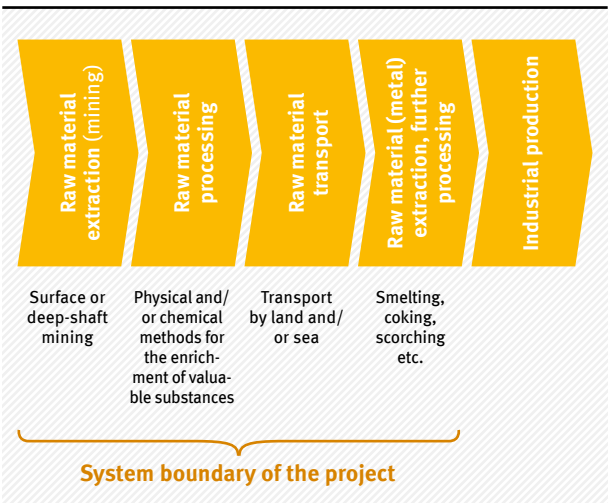 Raw material
extraction (mining)
Raw material
processing
Raw material
transport
Raw material (metal)
extraction, further
processing
Industrial production
Surface or
deep-shaft
mining
Physical and/
or chemical
methods for
the enrich-
ment of valua-
ble substances
Transport
by land and/
or sea
Smelting,
coking,
scorching
etc.
System boundary of the project